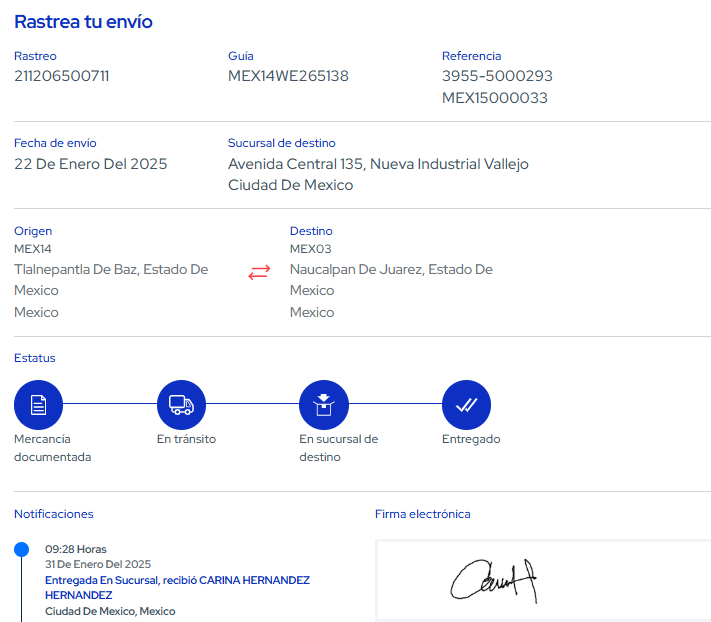 Rastrea tu envío
Rastreo
211206500711
Guía
MEX14WE265138
Referencia
3955-5000293
MEX15000033
Fecha de envío
22 De Enero Del 2025
Sucursal de destino
Avenida Central 135, Nueva Industrial Vallejo
Ciudad De Mexico
Origen
MEX14
Tlalnepantla De Baz, Estado De
Mexico
Mexico
Destino
MEX03
Naucalpan De Juarez, Estado De
Mexico
Mexico
Estatus
Mercancía
documentada
En tránsito
En sucursal de
destino
Entregado
Notificaciones
09:28 Horas
31 De Enero Del 2025
Entregada En Sucursal, recibió CARINA HERNANDEZ
HERNANDEZ
Ciudad De Mexico, Mexico
Firma electrónica